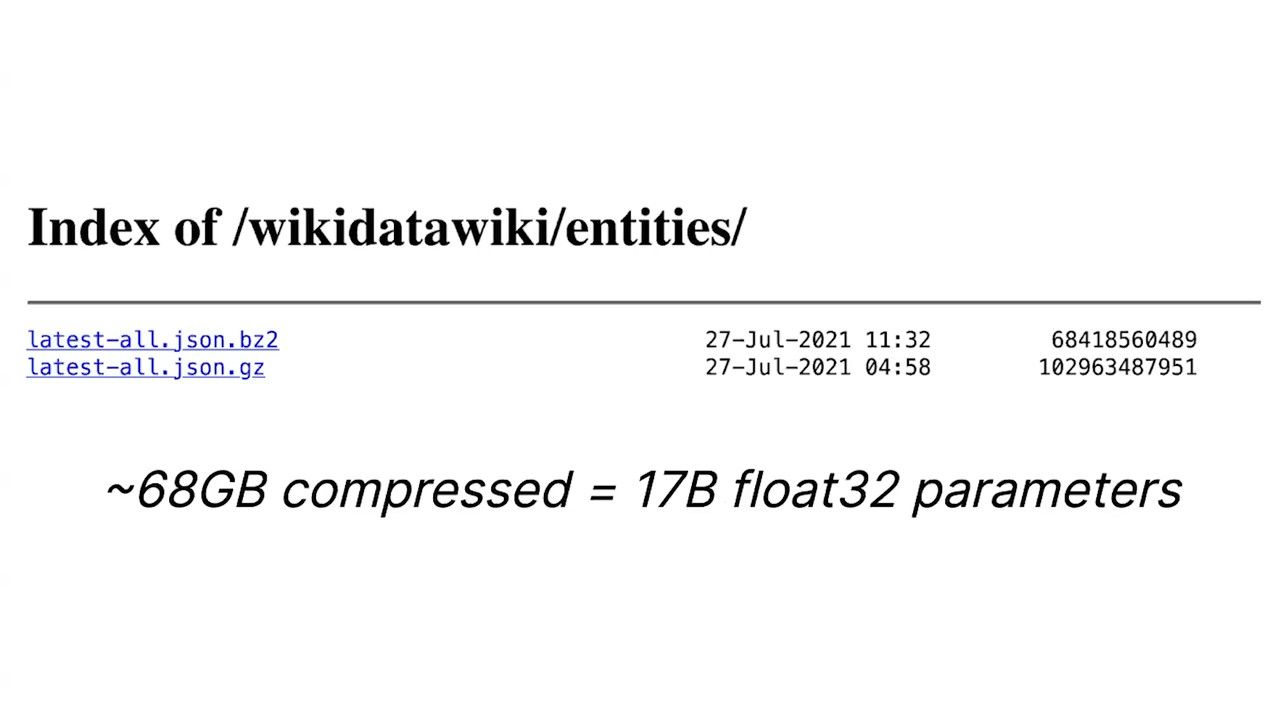 Index of /wikidatawiki/entities/
latest-all.json.bz2 27-Jul-2021 11:32 68418560489
latest-all.json.gz 27-Jul-2021 04:58 102963487951
~68GB compressed = 17B float32 parameters